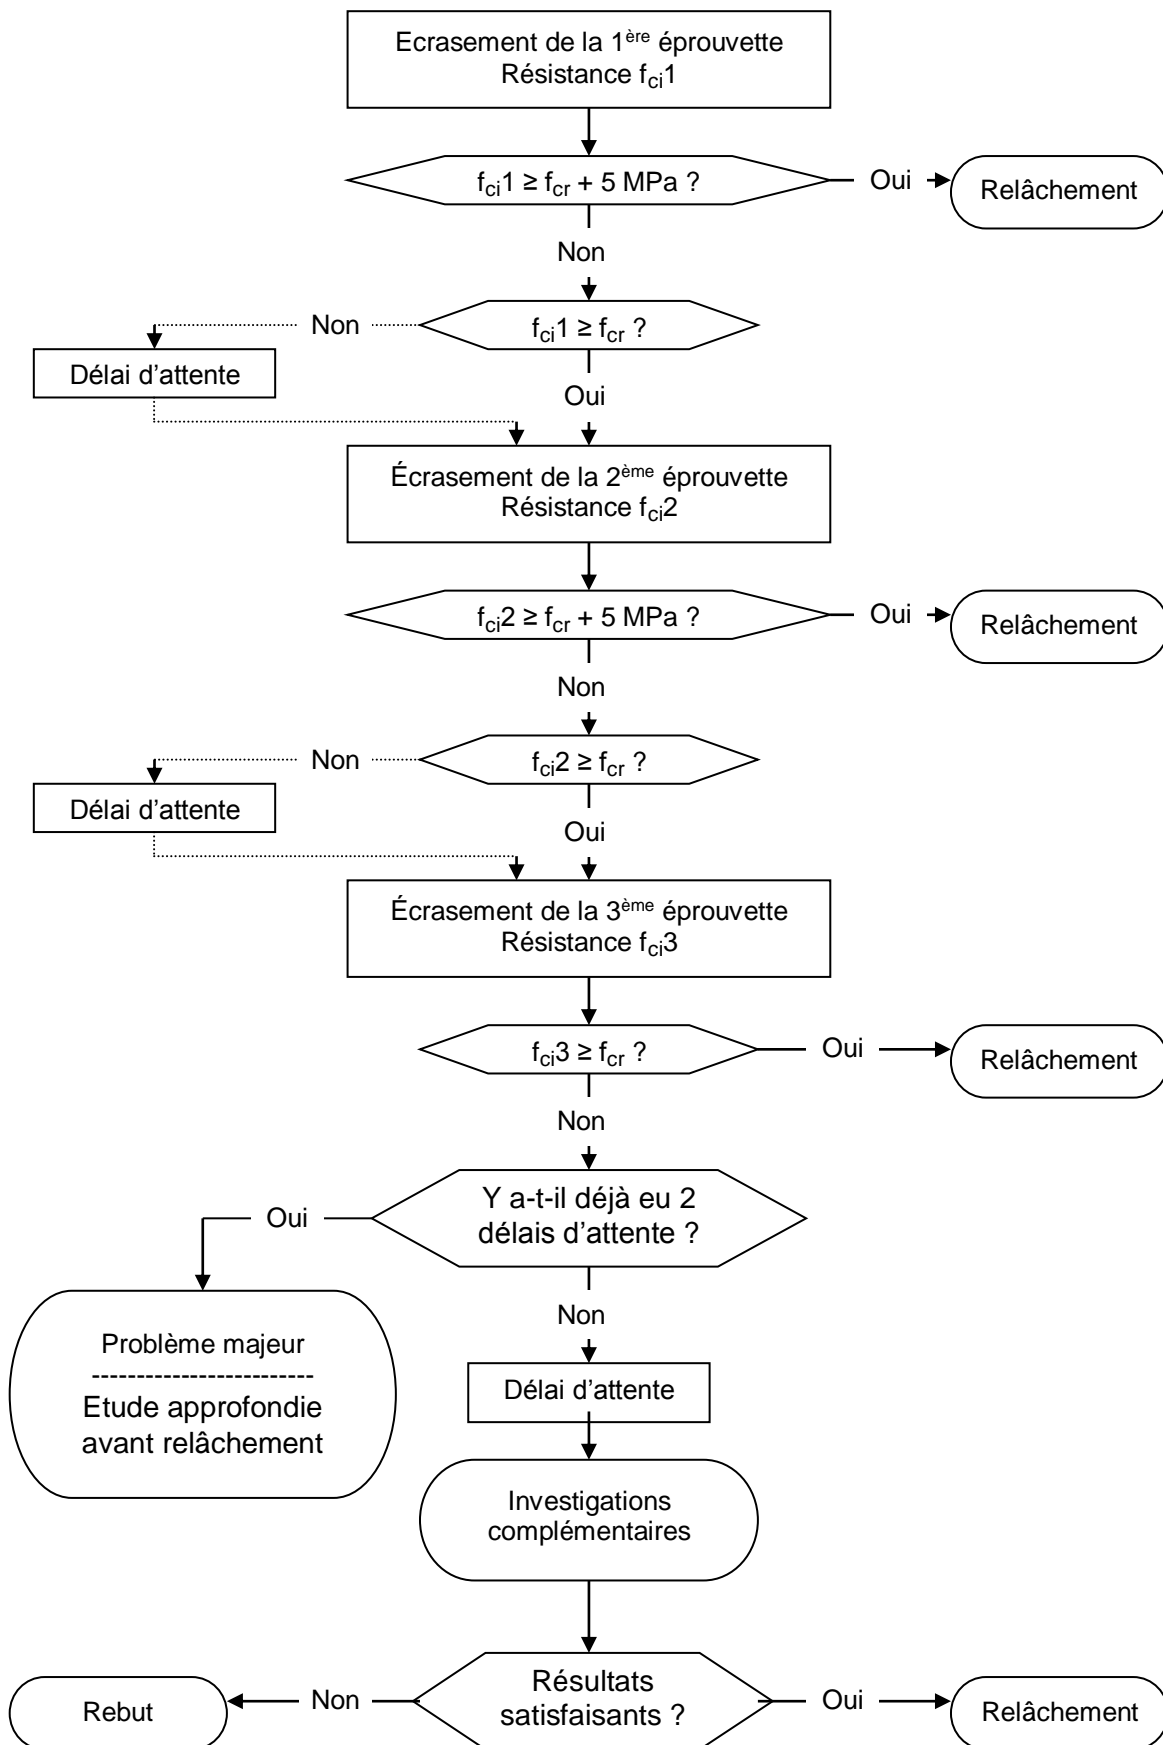 Ecrasement de la 1ère éprouvette
Résistance fci1
fci1 ≥ fcr + 5 MPa ?
Oui
Relâchement
Non
fci1 ≥ fcr ?
Non
Délai d’attente
Oui
Écrasement de la 2ème éprouvette
Résistance fci2
fci2 ≥ fcr + 5 MPa ?
Oui
Relâchement
Non
fci2 ≥ fcr ?
Non
Délai d’attente
Oui
Écrasement de la 3ème éprouvette
Résistance fci3
fci3 ≥ fcr ?
Oui
Relâchement
Non
Y a-t-il déjà eu 2
délais d’attente ?
Oui
Problème majeur
------------------------
Etude approfondie
avant relâchement
Non
Délai d’attente
Investigations
complémentaires
Résultats
satisfaisants ?
Non
Rebut
Oui
Relâchement